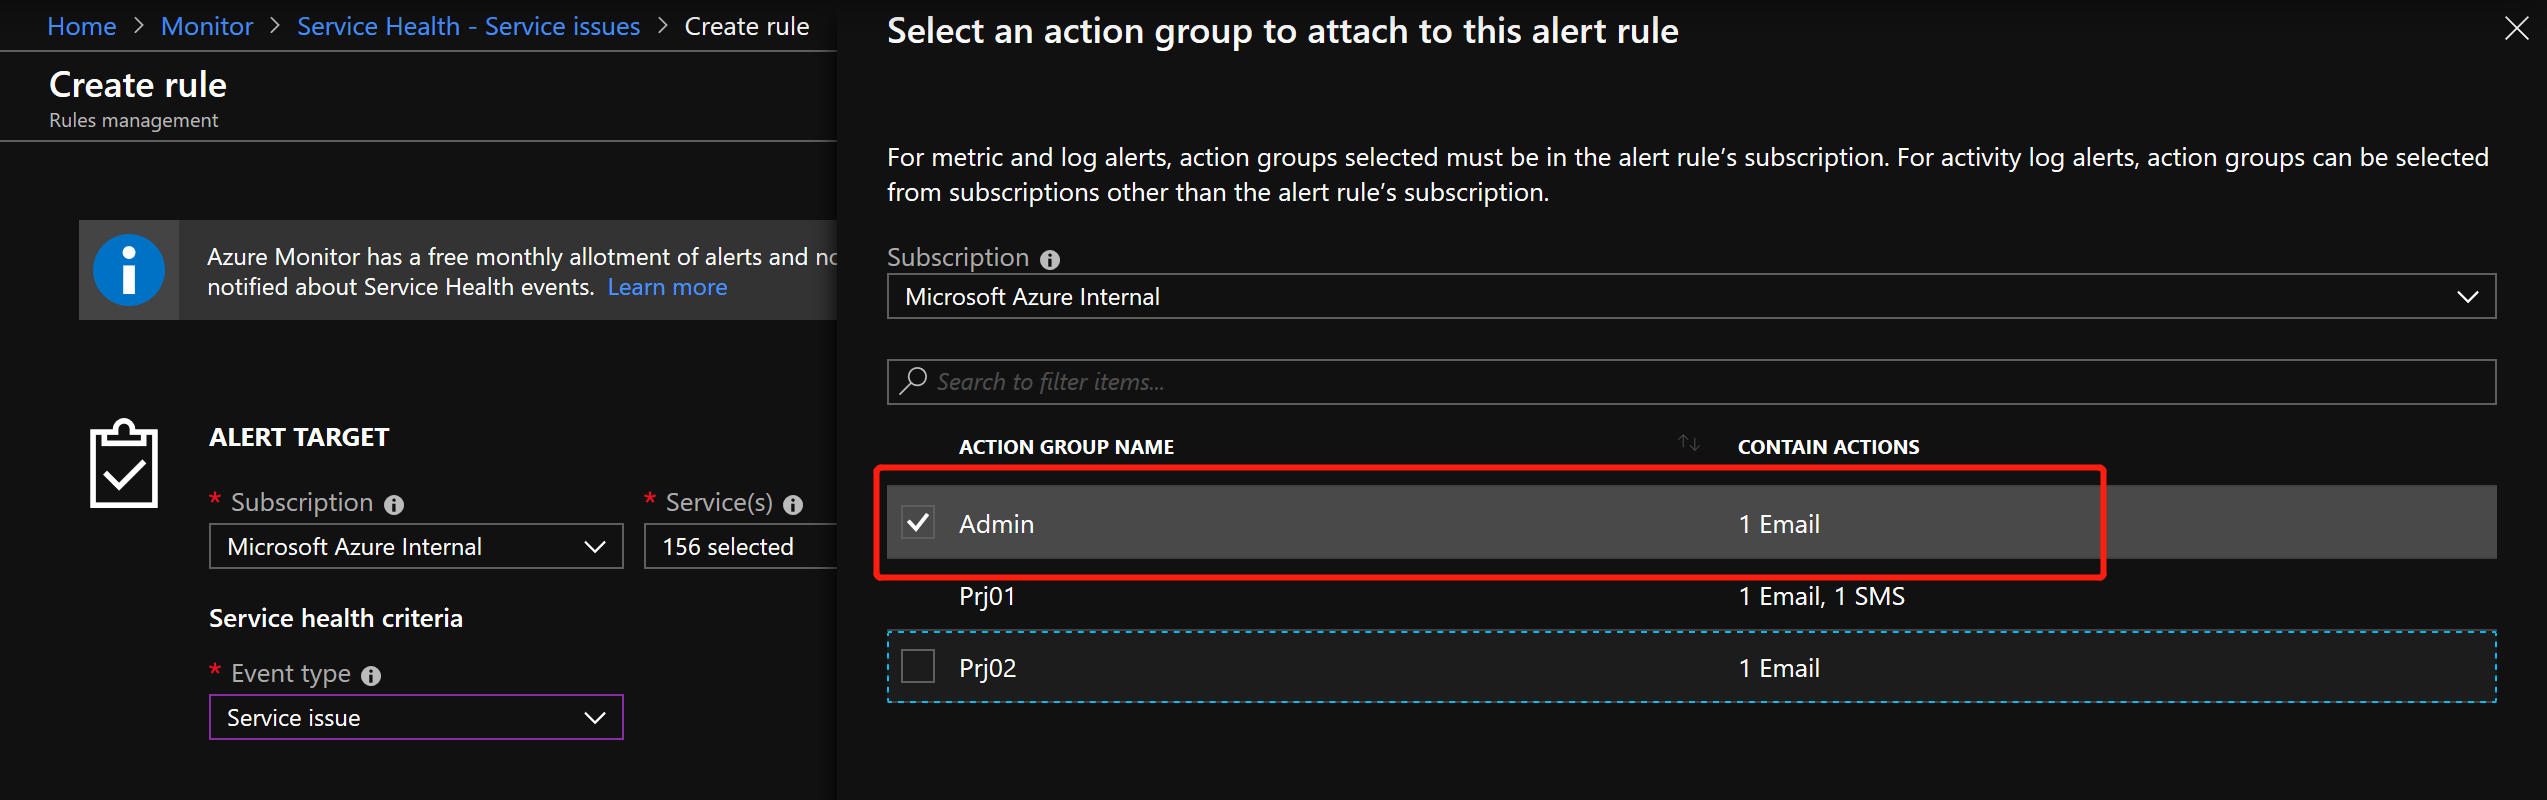 Home > Monitor > Service Health - Service issues > Create rule
Create rule
Rules management
Azure Monitor has a free monthly allotment of alerts and
notified about Service Health events. Learn more
ALERT TARGET
* Subscription
* Service(s)
Microsoft Azure Internal
156 selected
Service health criteria
* Event type
Service issue
Select an action group to attach to this alert rule
For metric and log alerts, action groups selected must be in the alert rule’s subscription. For activity log alerts, action groups can be selected
from subscriptions other than the alert rule’s subscription.
Subscription
Microsoft Azure Internal
Search to filter items...
ACTION GROUP NAME
CONTAIN ACTIONS
Admin
1 Email
Prj01
1 Email, 1 SMS
Prj02
1 Email